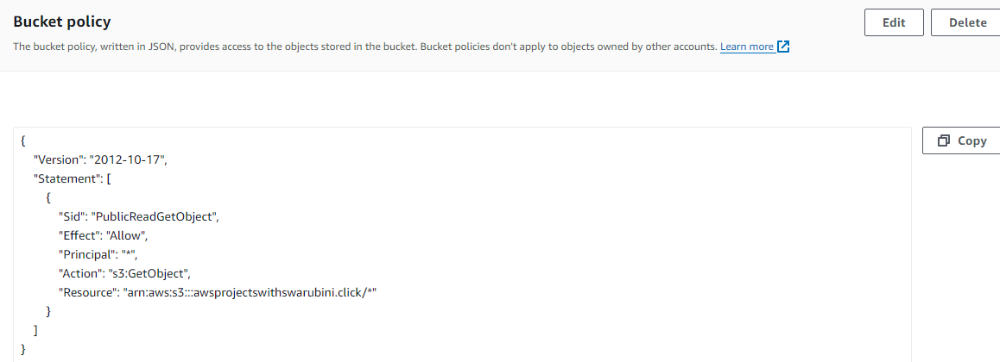 Bucket policy
Edit
Delete
The bucket policy, written in JSON, provides access to the objects stored in the bucket. Bucket policies don't apply to objects owned by other accounts. Learn more
Copy
{
"Version": "2012-10-17",
"Statement": [
{
"Sid": "PublicReadGetObject",
"Effect": "Allow",
"Principal": "*",
"Action": "s3:GetObject",
"Resource": "arn:aws:s3:::awsprojectswithswarubini.click/*"
}
]
}